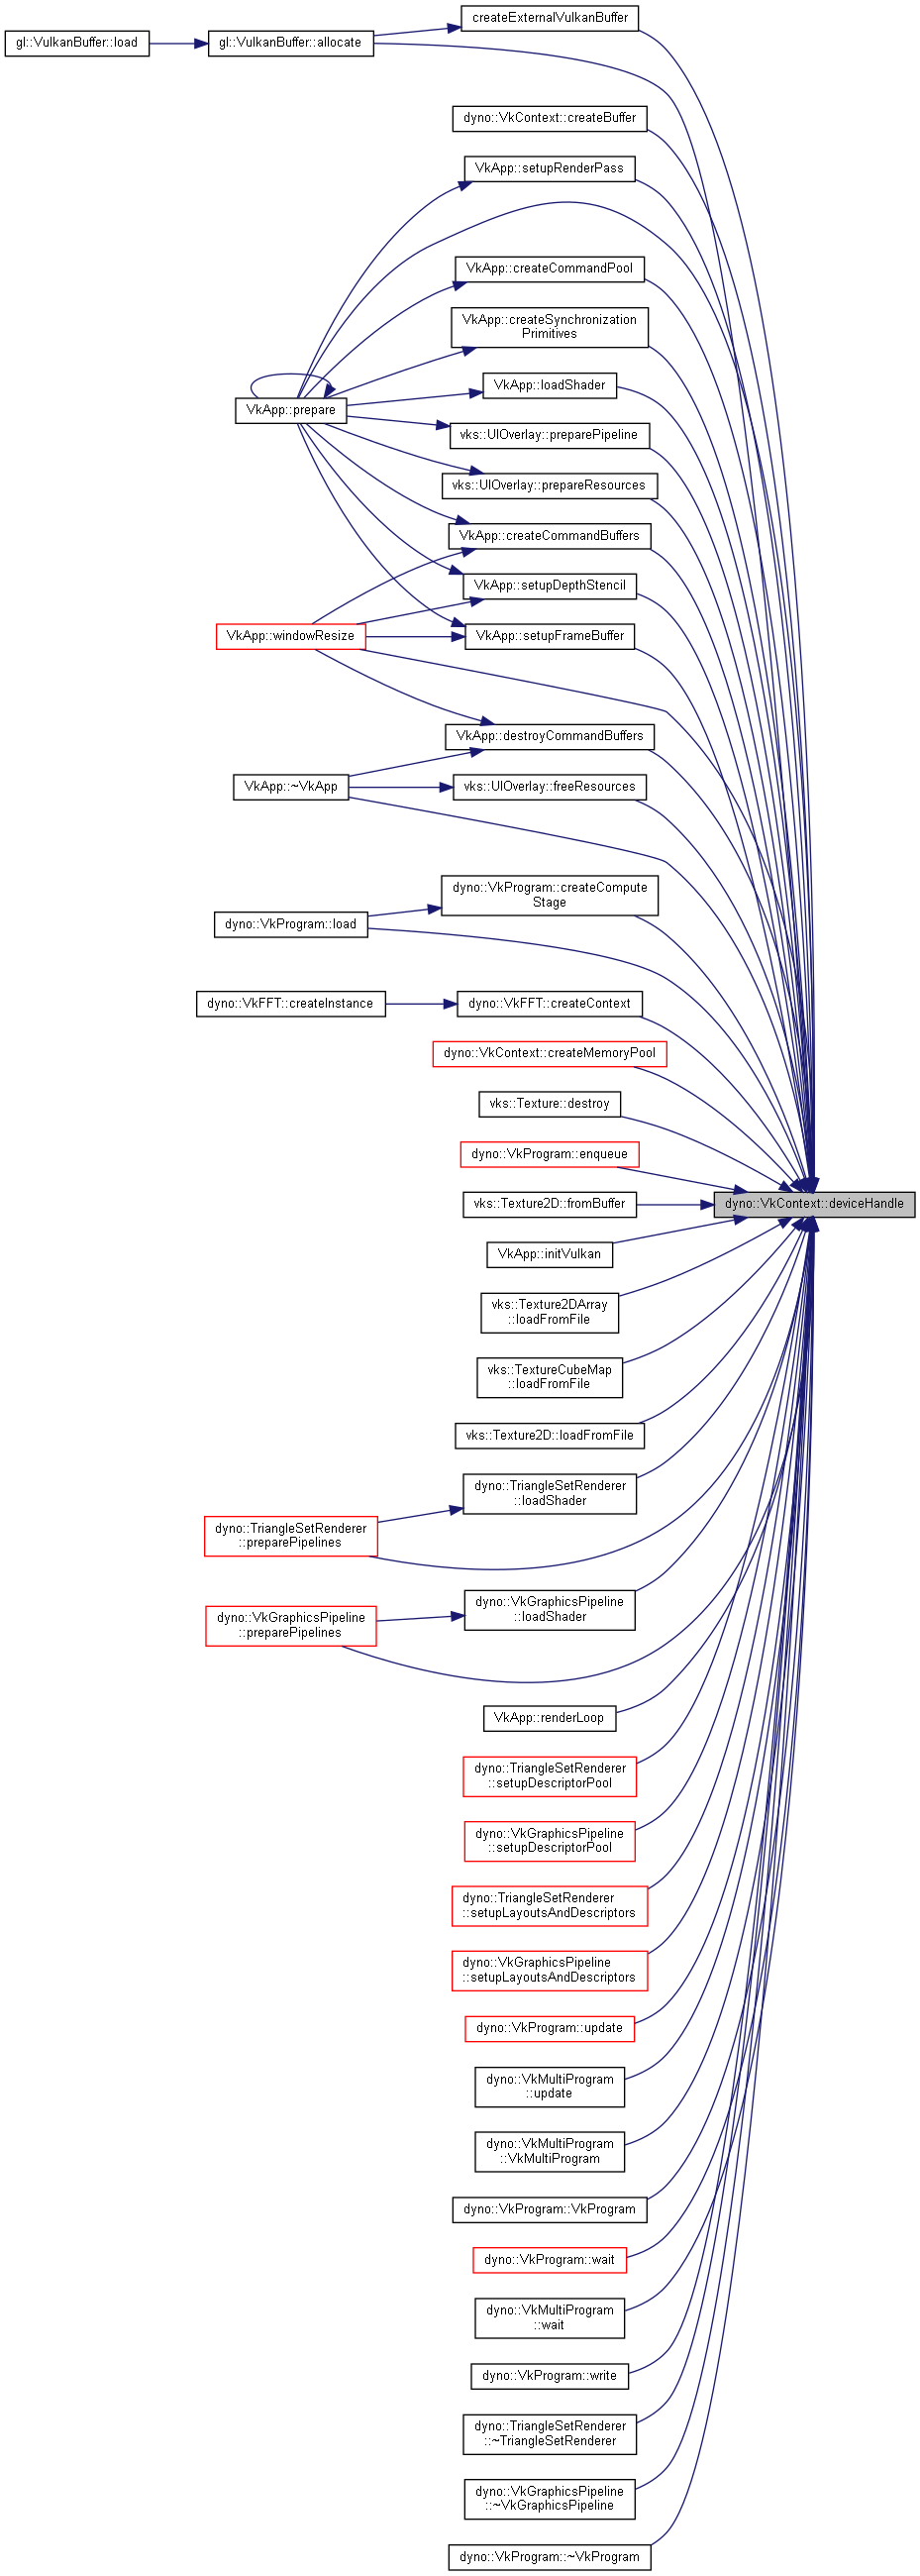 createExternalVulkanBuffer
gl::VulkanBuffer::load
gl::VulkanBuffer::allocate
dyno::VkContext::createBuffer
VkApp::setupRenderPass
VkApp::createCommandPool
VkApp::createSynchronization
Primitives
VkApp::loadShader
VkApp::prepare
vks::UIOverlay::preparePipeline
vks::UIOverlay::prepareResources
VkApp::createCommandBuffers
VkApp::setupDepthStencil
VkApp::windowResize
VkApp::setupFrameBuffer
VkApp::destroyCommandBuffers
VkApp::~VkApp
vks::UIOverlay::freeResources
dyno::VkProgram::createCompute
Stage
dyno::VkProgram::load
dyno::VkFFT::createInstance
dyno::VkFFT::createContext
dyno::VkContext::createMemoryPool
vks::Texture::destroy
dyno::VkProgram::enqueue
vks::Texture2D::fromBuffer
dyno::VkContext::deviceHandle
VkApp::initVulkan
vks::Texture2DArray
::loadFromFile
vks::TextureCubeMap
::loadFromFile
vks::Texture2D::loadFromFile
dyno::TriangleSetRenderer
::loadShader
dyno::TriangleSetRenderer
::preparePipelines
dyno::VkGraphicsPipeline
::loadShader
dyno::VkGraphicsPipeline
::preparePipelines
VkApp::renderLoop
dyno::TriangleSetRenderer
::setupDescriptorPool
dyno::VkGraphicsPipeline
::setupDescriptorPool
dyno::TriangleSetRenderer
::setupLayoutsAndDescriptors
dyno::VkGraphicsPipeline
::setupLayoutsAndDescriptors
dyno::VkProgram::update
dyno::VkMultiProgram
::update
dyno::VkMultiProgram
::VkMultiProgram
dyno::VkProgram::VkProgram
dyno::VkProgram::wait
dyno::VkMultiProgram
::wait
dyno::VkProgram::write
dyno::TriangleSetRenderer
::~TriangleSetRenderer
dyno::VkGraphicsPipeline
::~VkGraphicsPipeline
dyno::VkProgram::~VkProgram